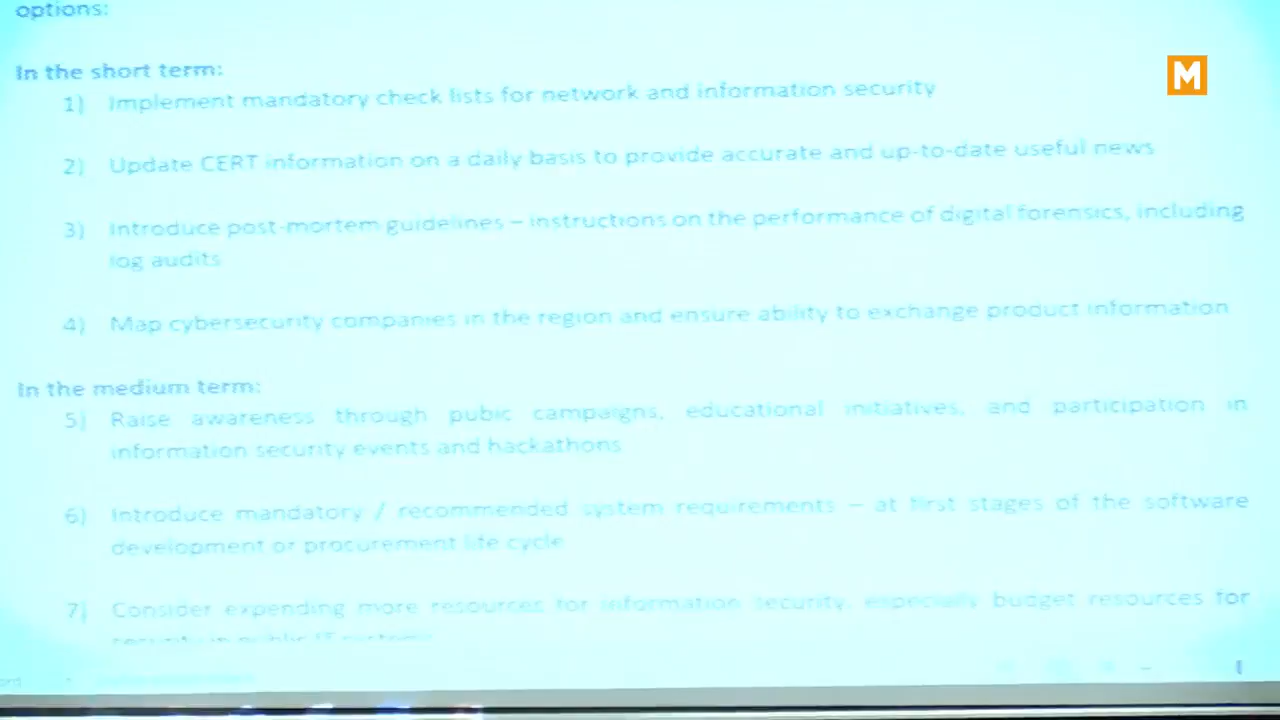 options:
In the short term:
1) Implement mandatory check lists for network and information security
2) Update CERT information on a daily basis to provide accurate and up-to-date useful news
3) Introduce post-mortem guidelines – instructions on the performance of digital forensics, including
log audits
4) Map cybersecurity companies in the region and ensure ability to exchange product information
In the medium term:
5) Raise awareness through pubic campaigns, educational initiatives, and participation in
information security events and hackathons
6) Introduce mandatory / recommended system requirements – at first stages of the software
development or procurement life cycle
7) Consider expending more resources for information security, especially budget resources for
security in public IT systems
M